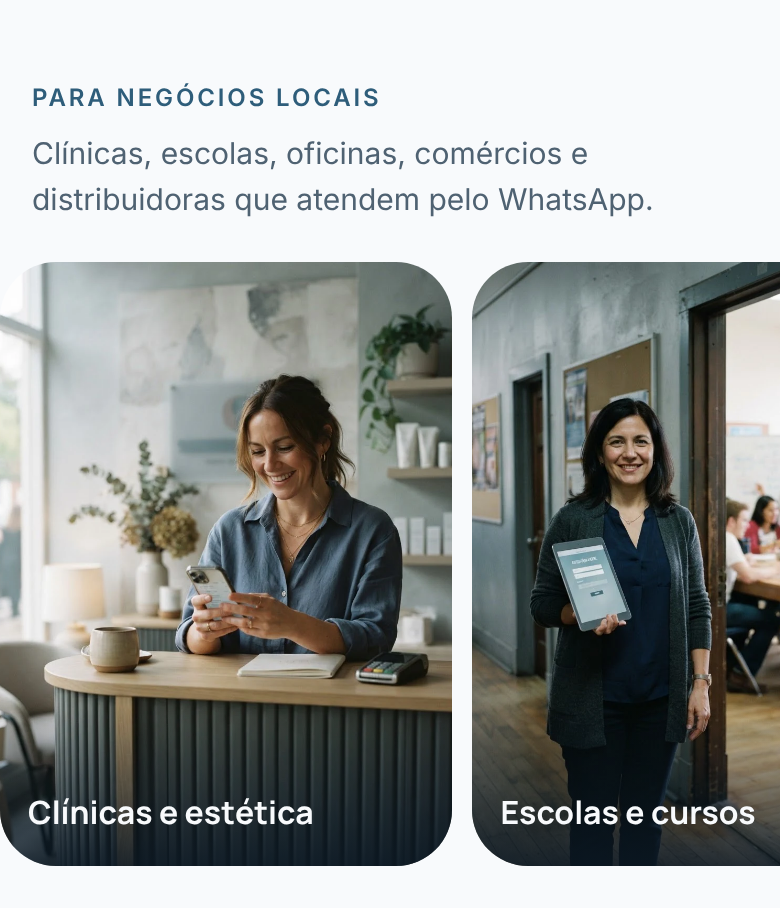 PARA NEGÓCIOS LOCAIS
Clínicas, escolas, oficinas, comércios e
distribuidoras que atendem pelo WhatsApp.
Clínicas e estética
Escolas e cursos